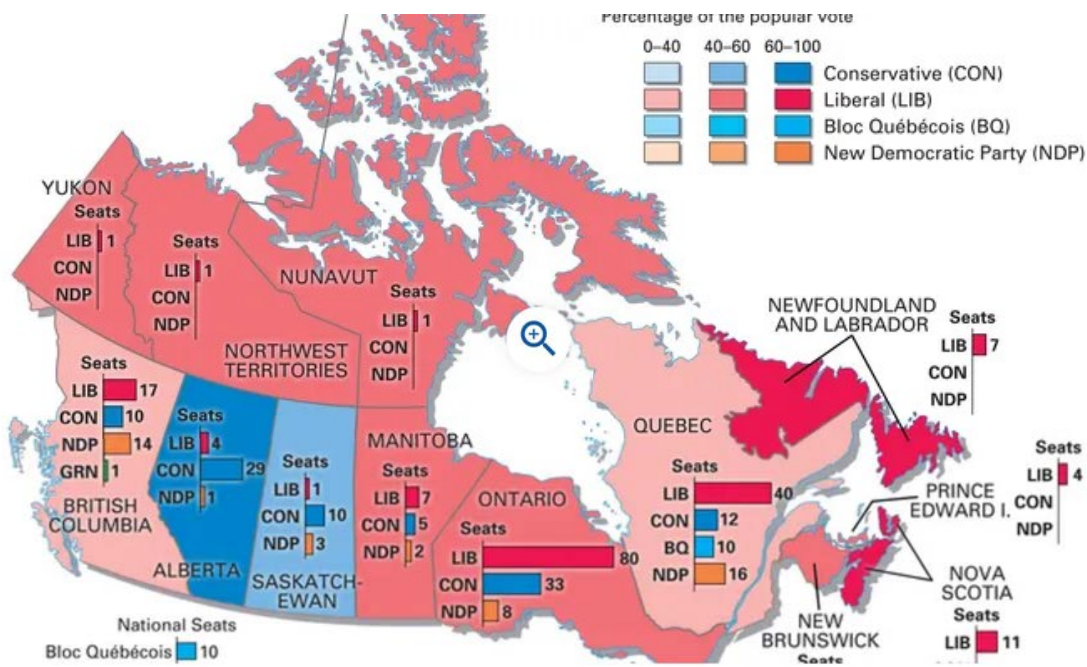 Percentage of the popular vote
0–40 40–60 60–100
Conservative (CON)
Liberal (LIB)
Bloc Québécois (BQ)
New Democratic Party (NDP)
YUKON
Seats
LIB 1
CON
NDP
Seats
LIB 1
CON
NDP
NORTHWEST
TERRITORIES
NUNAVUT
Seats
LIB 1
CON
NDP
Seats
LIB 17
CON 10
NDP 14
GRN 1
BRITISH
COLUMBIA
Seats
LIB 4
CON 29
NDP 1
ALBERTA
Seats
LIB 1
CON 10
NDP 3
SASKATCH-
EWAN
MANITOBA
Seats
LIB 7
CON 5
NDP 2
ONTARIO
Seats
LIB 80
CON 33
NDP 8
QUEBEC
Seats
LIB 40
CON 12
BQ 10
NDP 16
NEWFOUNDLAND
AND LABRADOR
Seats
LIB 7
CON
NDP
PRINCE
EDWARD I.
Seats
LIB 4
CON
NDP
NOVA
SCOTIA
Seats
LIB 11
NEW
BRUNSWICK
Seats
National Seats
Bloc Québécois 10